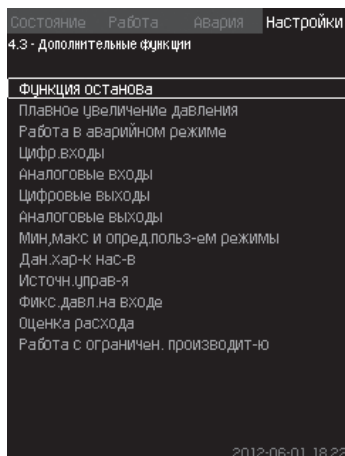 Состояние Работа Авария Настройки
4.3 - Дополнительные функции
Функция останова
Плавное увеличение давления
Работа в аварийном режиме
Цифр.входы
Аналоговые входы
Цифровые выходы
Аналоговые выходы
Мин,макс и опред.польз-ем режимы
Дан.хар-к нас-в
Источн.управ-я
Фикс.давл.на входе
Оценка расхода
Работа с ограничен. производит-ю
2012-06-01 18:22